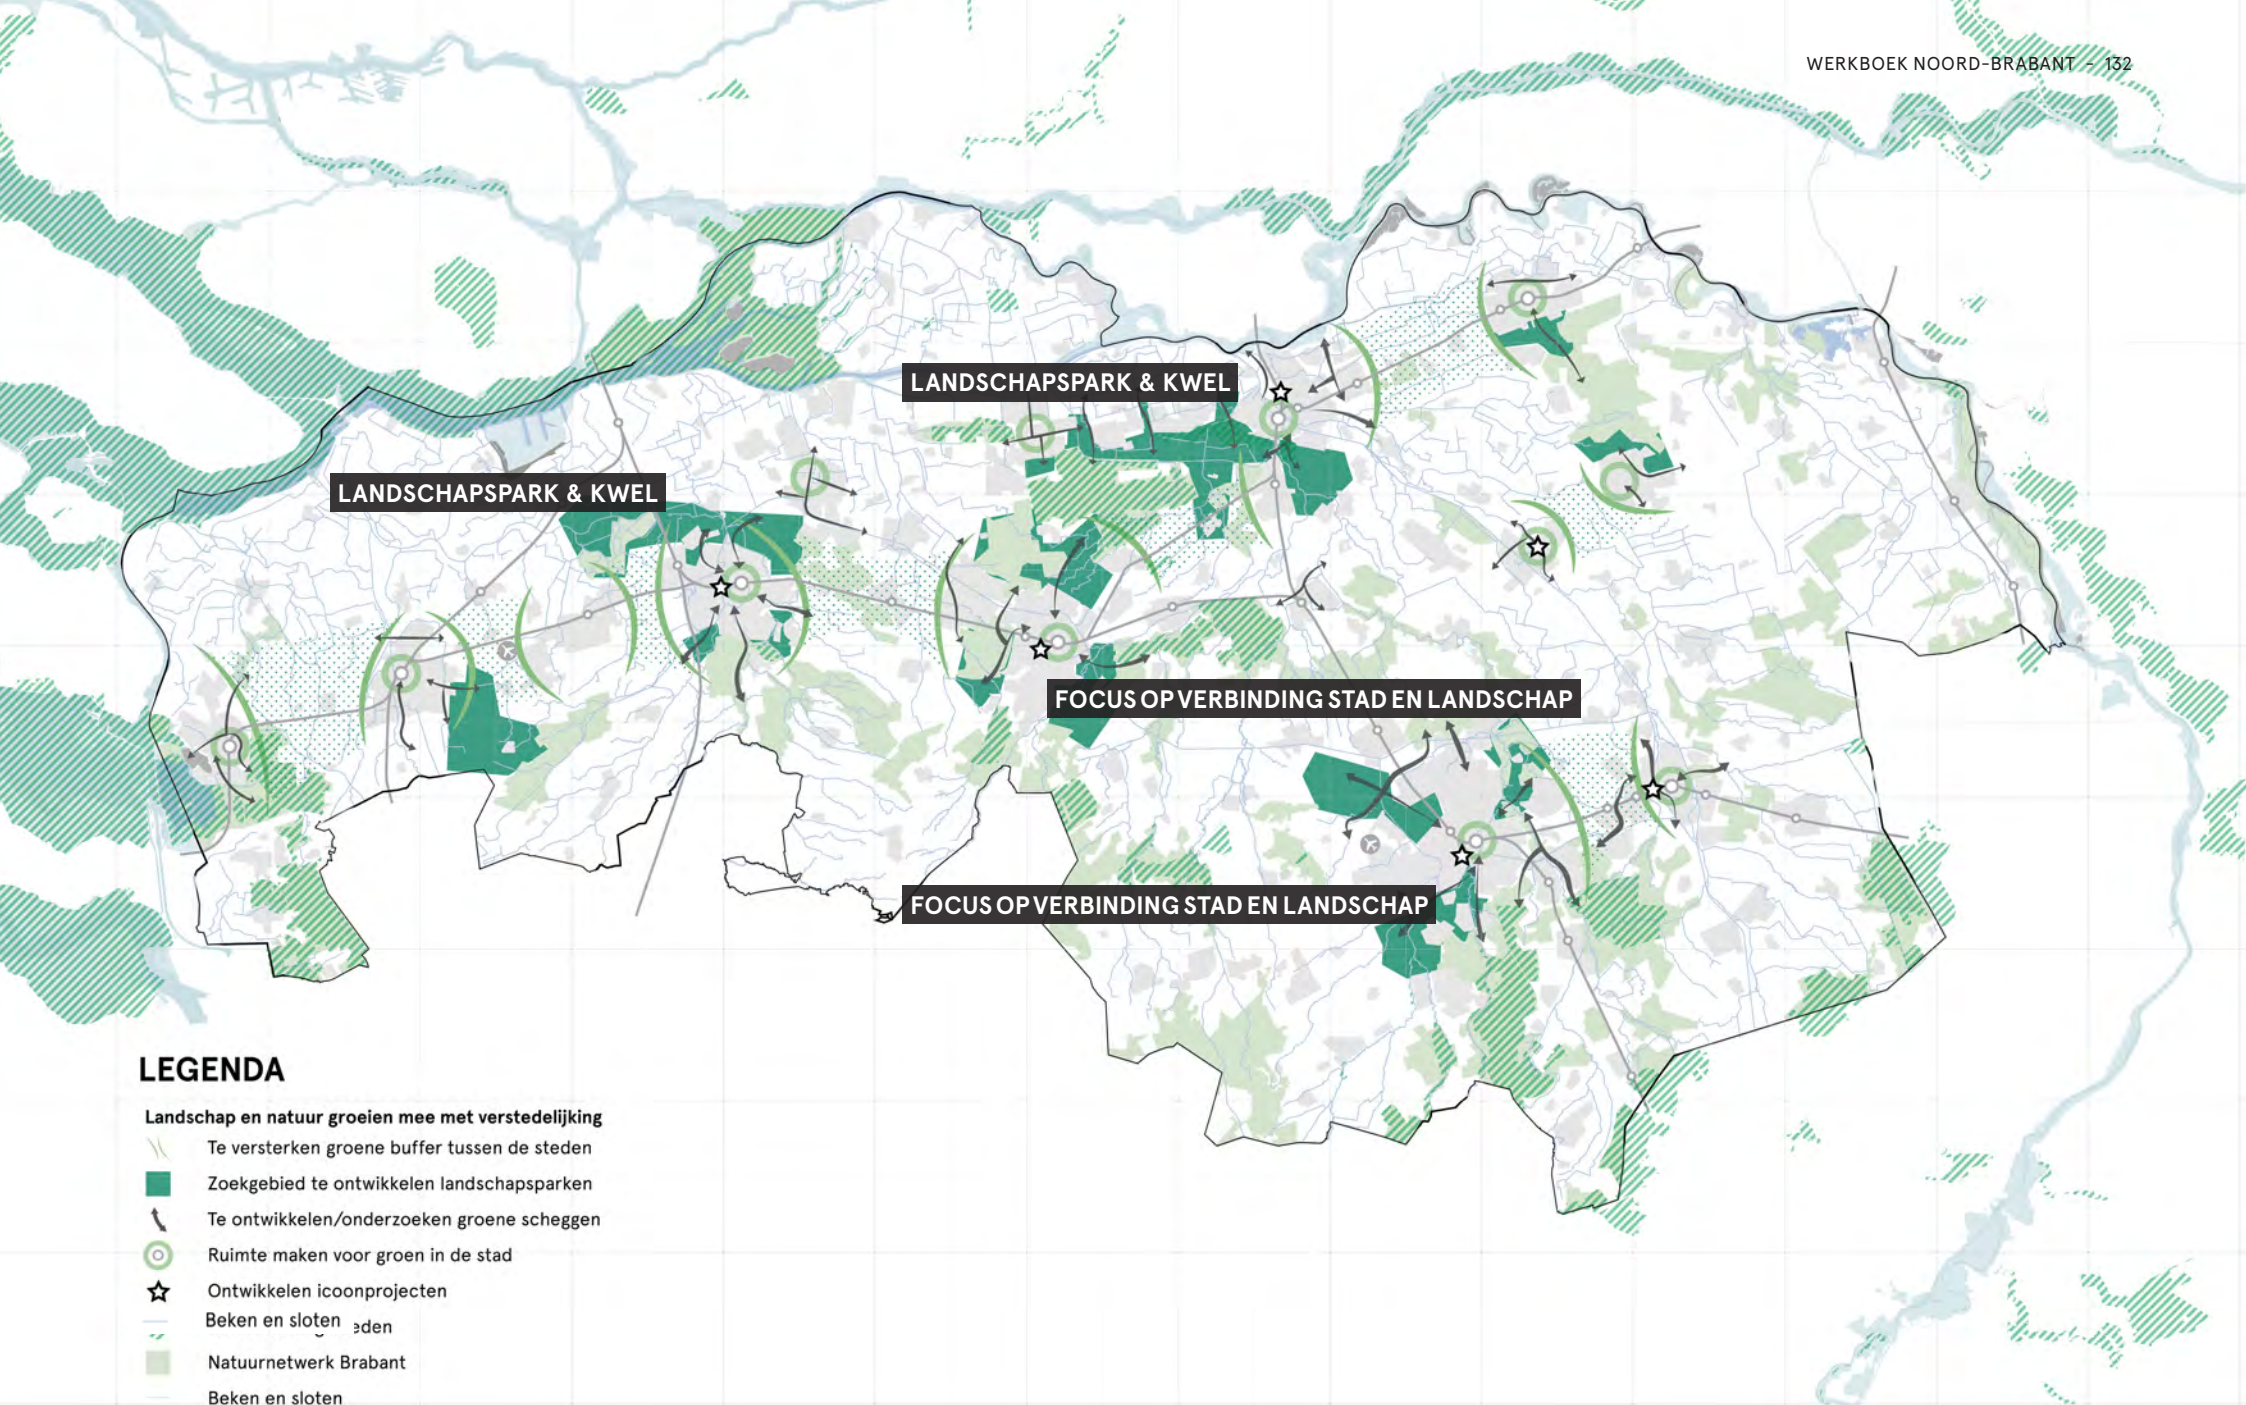 WERKBOEK NOORD-BRABANT - 132
LANDSCHAPSPARK & KWEL
LANDSCHAPSPARK & KWEL
FOCUS OP VERBINDING STAD EN LANDSCHAP
FOCUS OP VERBINDING STAD EN LANDSCHAP
LEGENDA
Landschap en natuur groeien mee met verstedelijking
Te versterken groene buffer tussen de steden
Zoekgebied te ontwikkelen landschapsparken
Te ontwikkelen/onderzoeken groene scheggen
Ruimte maken voor groen in de stad
Ontwikkelen icoonprojecten
Beken en sloten
eden
Natuurnetwerk Brabant
Beken en sloten